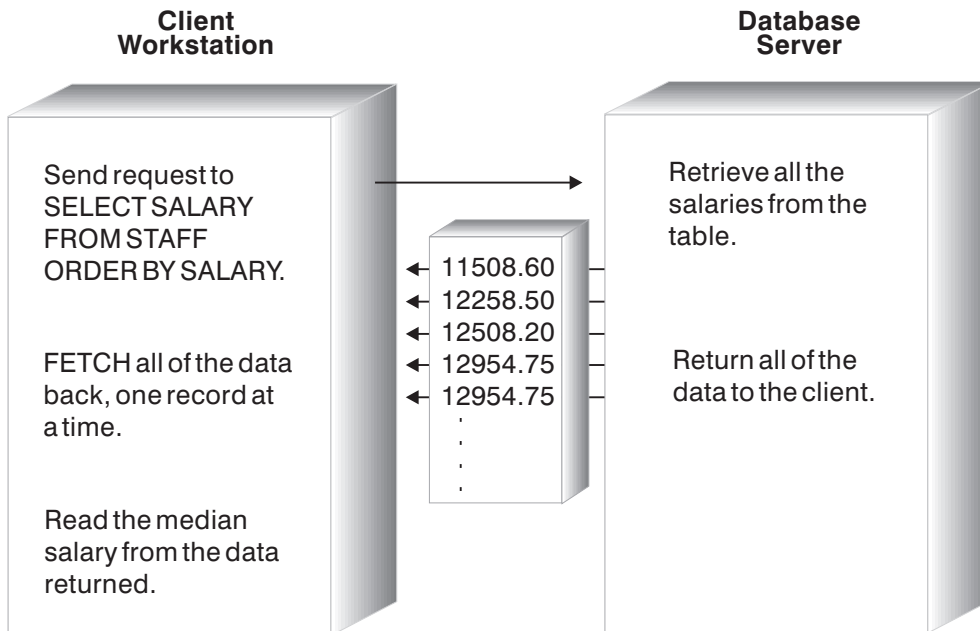 Client
Workstation
Database
Server
Send request to
SELECT SALARY
FROM STAFF
ORDER BY SALARY.
FETCH all of the data
back, one record at
a time.
Read the median
salary from the data
returned.
11508.60
12258.50
12508.20
12954.75
12954.75
Retrieve all the
salaries from the
table.
Return all of the
data to the client.